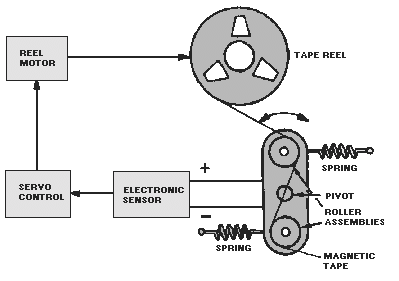 REEL
MOTOR
TAPE REEL
SERVO
CONTROL
ELECTRONIC
SENSOR
+
−
SPRING
PIVOT
ROLLER
ASSEMBLIES
SPRING
MAGNETIC
TAPE